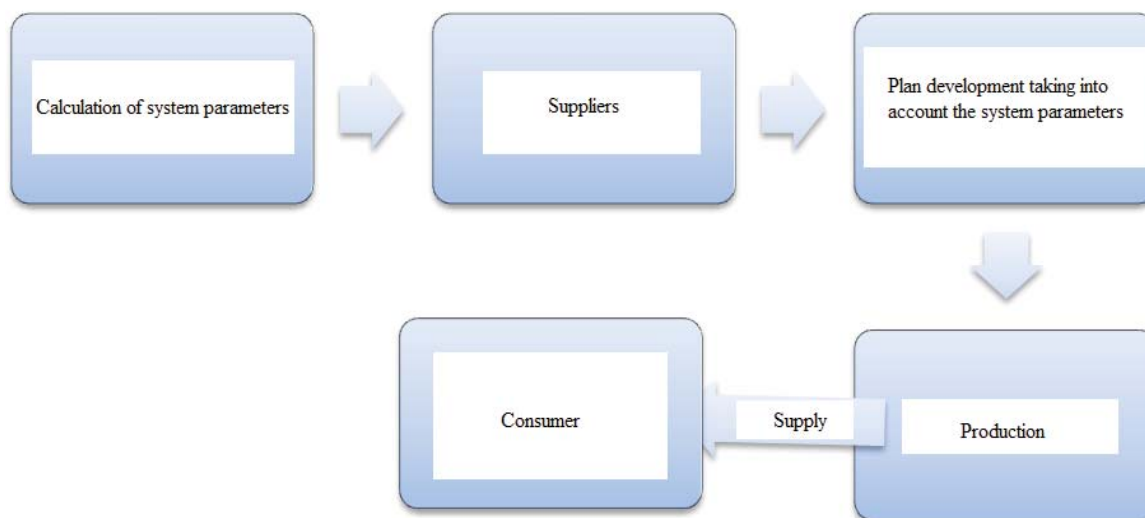 Calculation of system parameters
Suppliers
Plan development taking into
account the system parameters
Consumer
Supply
Production